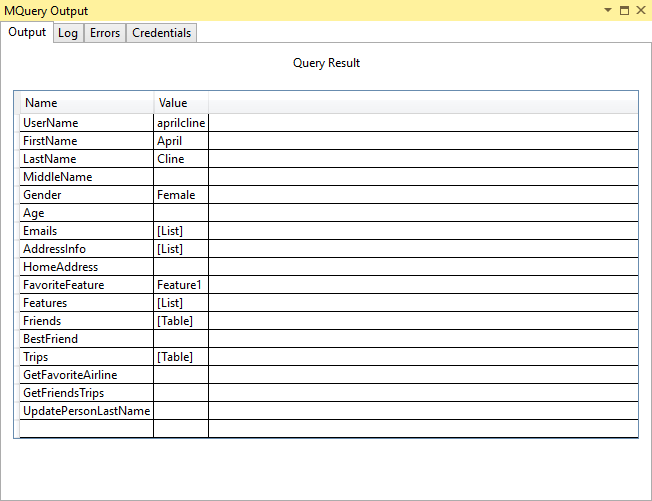 MQuery Output
Output Log Errors Credentials
Query Result
Name Value
UserName aprilcline
FirstName April
LastName Cline
MiddleName
Gender Female
Age
Emails [List]
AddressInfo [List]
HomeAddress
FavoriteFeature Feature1
Features [List]
Friends [Table]
BestFriend
Trips [Table]
GetFavoriteAirline
GetFriendsTrips
UpdatePersonLastName